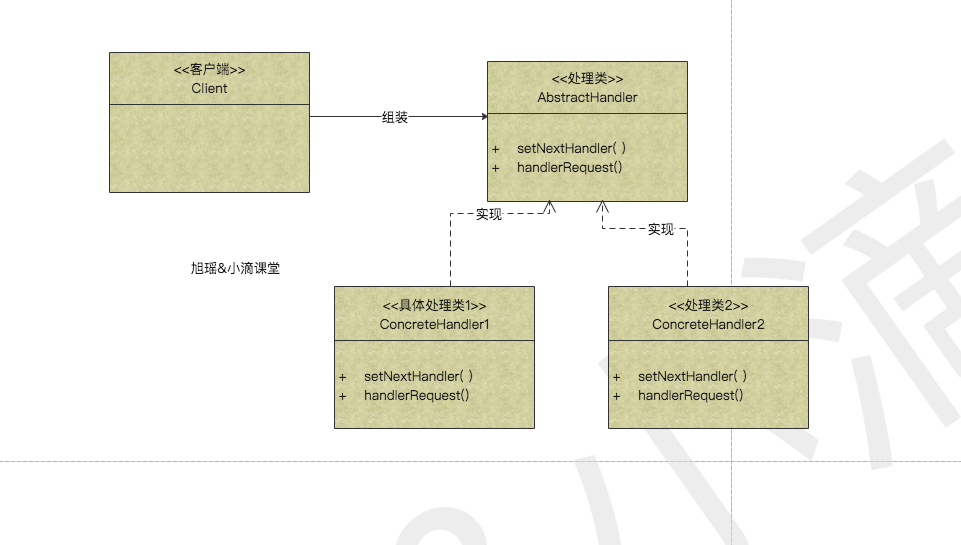 <<客户端>>
Client
组装
<<处理类>>
AbstractHandler
+ setNextHandler( )
+ handlerRequest()
实现
实现
旭瑶&小滴课堂
<<具体处理类1>>
ConcreteHandler1
+ setNextHandler( )
+ handlerRequest()
<<处理类2>>
ConcreteHandler2
+ setNextHandler( )
+ handlerRequest()
小滴